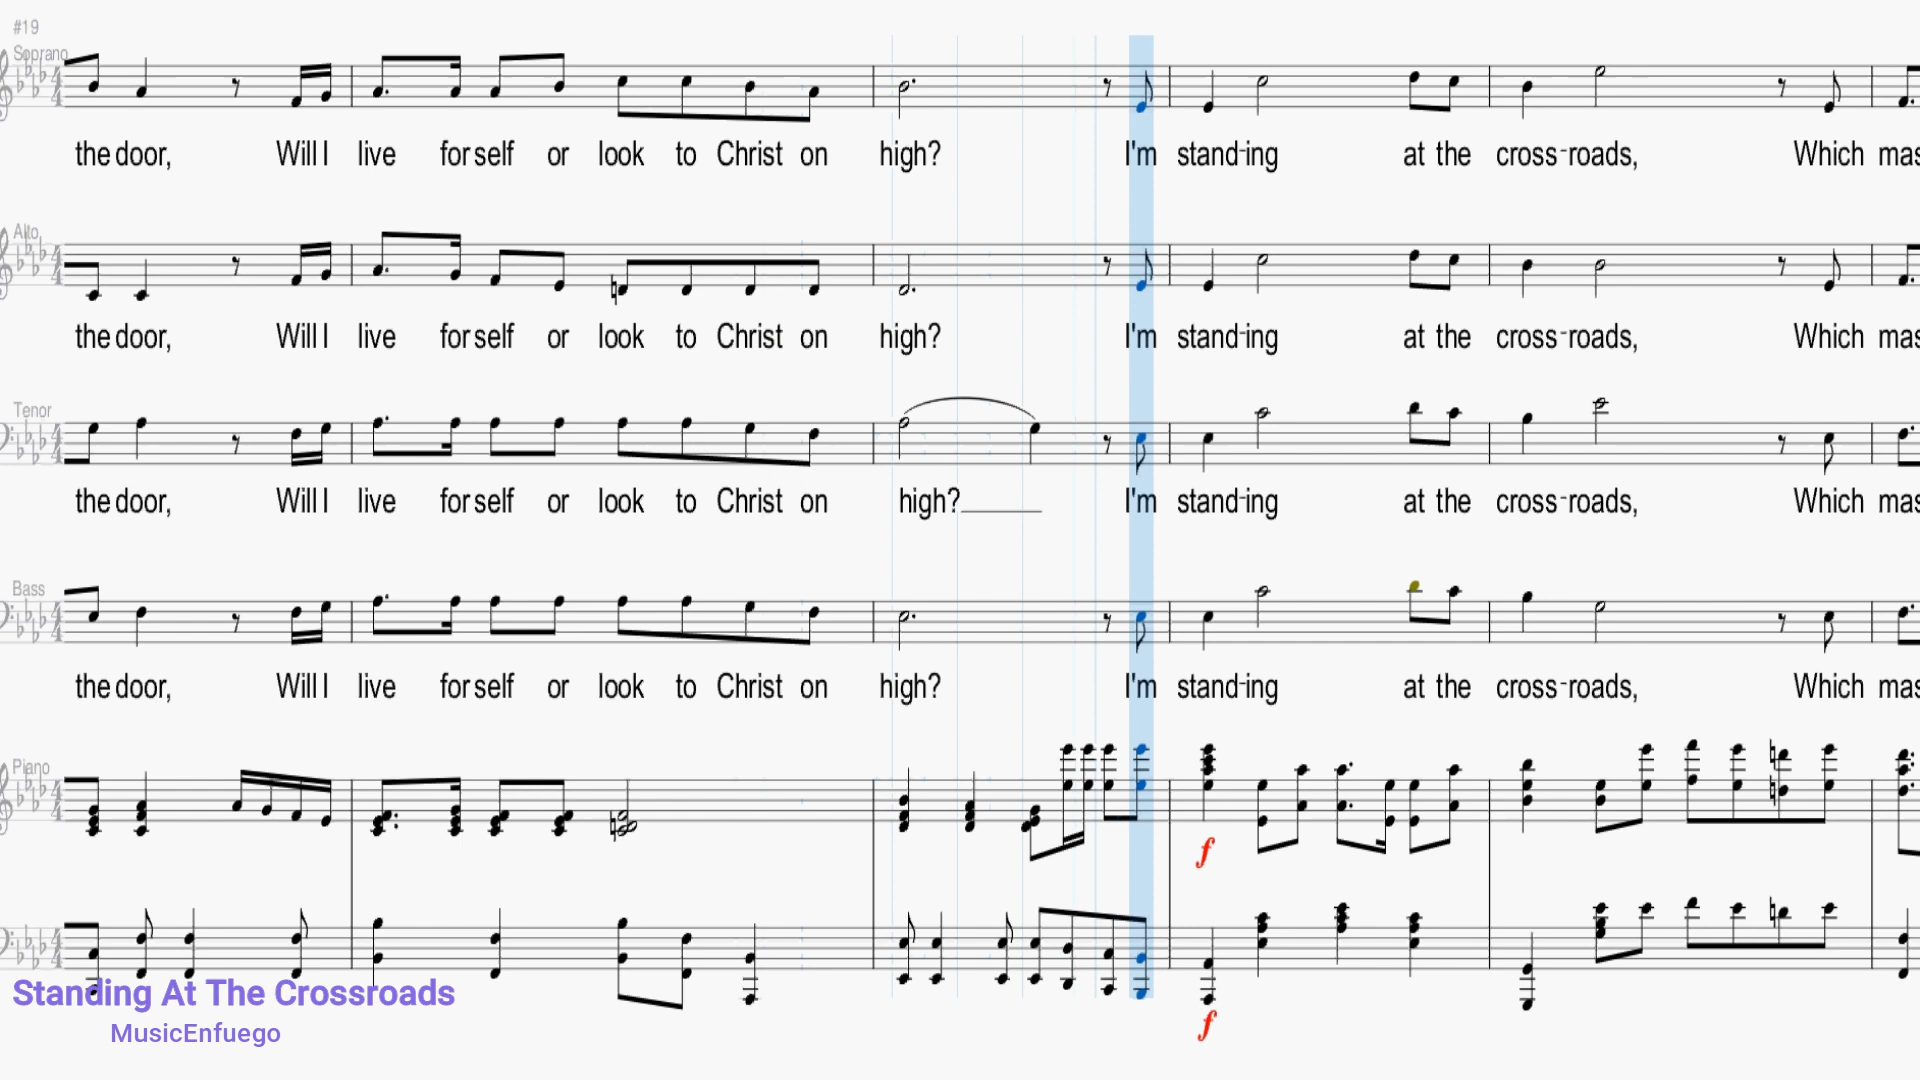 #19
Soprano
the door, Will I live for self or look to Christ on high? I'm stand-ing at the cross-roads, Which mas
Alto
the door, Will I live for self or look to Christ on high? I'm stand-ing at the cross-roads, Which mas
Tenor
the door, Will I live for self or look to Christ on high?____ I'm stand-ing at the cross-roads, Which mas
Bass
the door, Will I live for self or look to Christ on high? I'm stand-ing at the cross-roads, Which mas
Piano
f
f
Standing At The Crossroads
MusicEnfuego